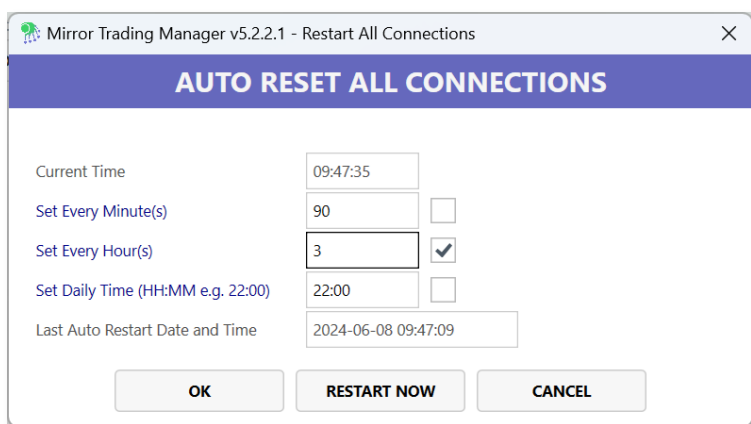 Mirror Trading Manager v5.2.2.1 - Restart All Connections
AUTO RESET ALL CONNECTIONS
Current Time 09:47:35
Set Every Minute(s) 90
Set Every Hour(s) 3
Set Daily Time (HH:MM e.g. 22:00) 22:00
Last Auto Restart Date and Time 2024-06-08 09:47:09
OK RESTART NOW CANCEL